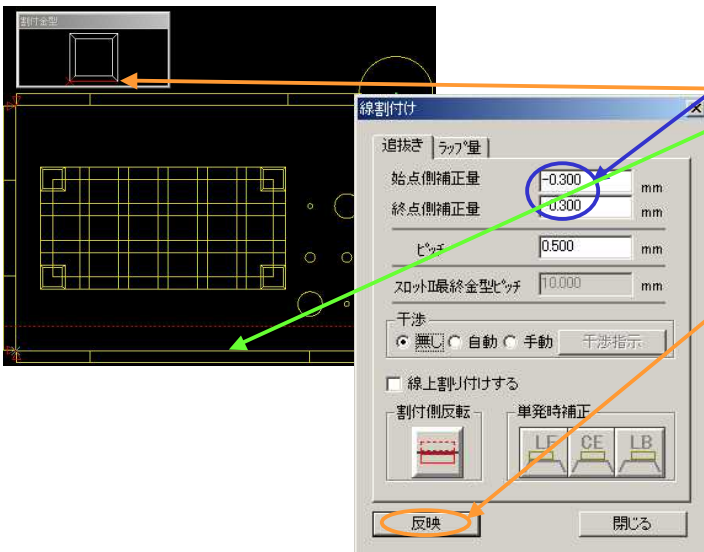 割付金型
線割付け
追抜き
ラップ量
始点側補正量 -0.300 mm
終点側補正量 -0.300 mm
ピッチ 0.500 mm
スロットⅡ最終金型ピッチ 10.000 mm
干渉
無し 自動 手動 干渉指示
線上割り付けする
割付側反転
単発時補正
LF CE LB
反映 閉じる